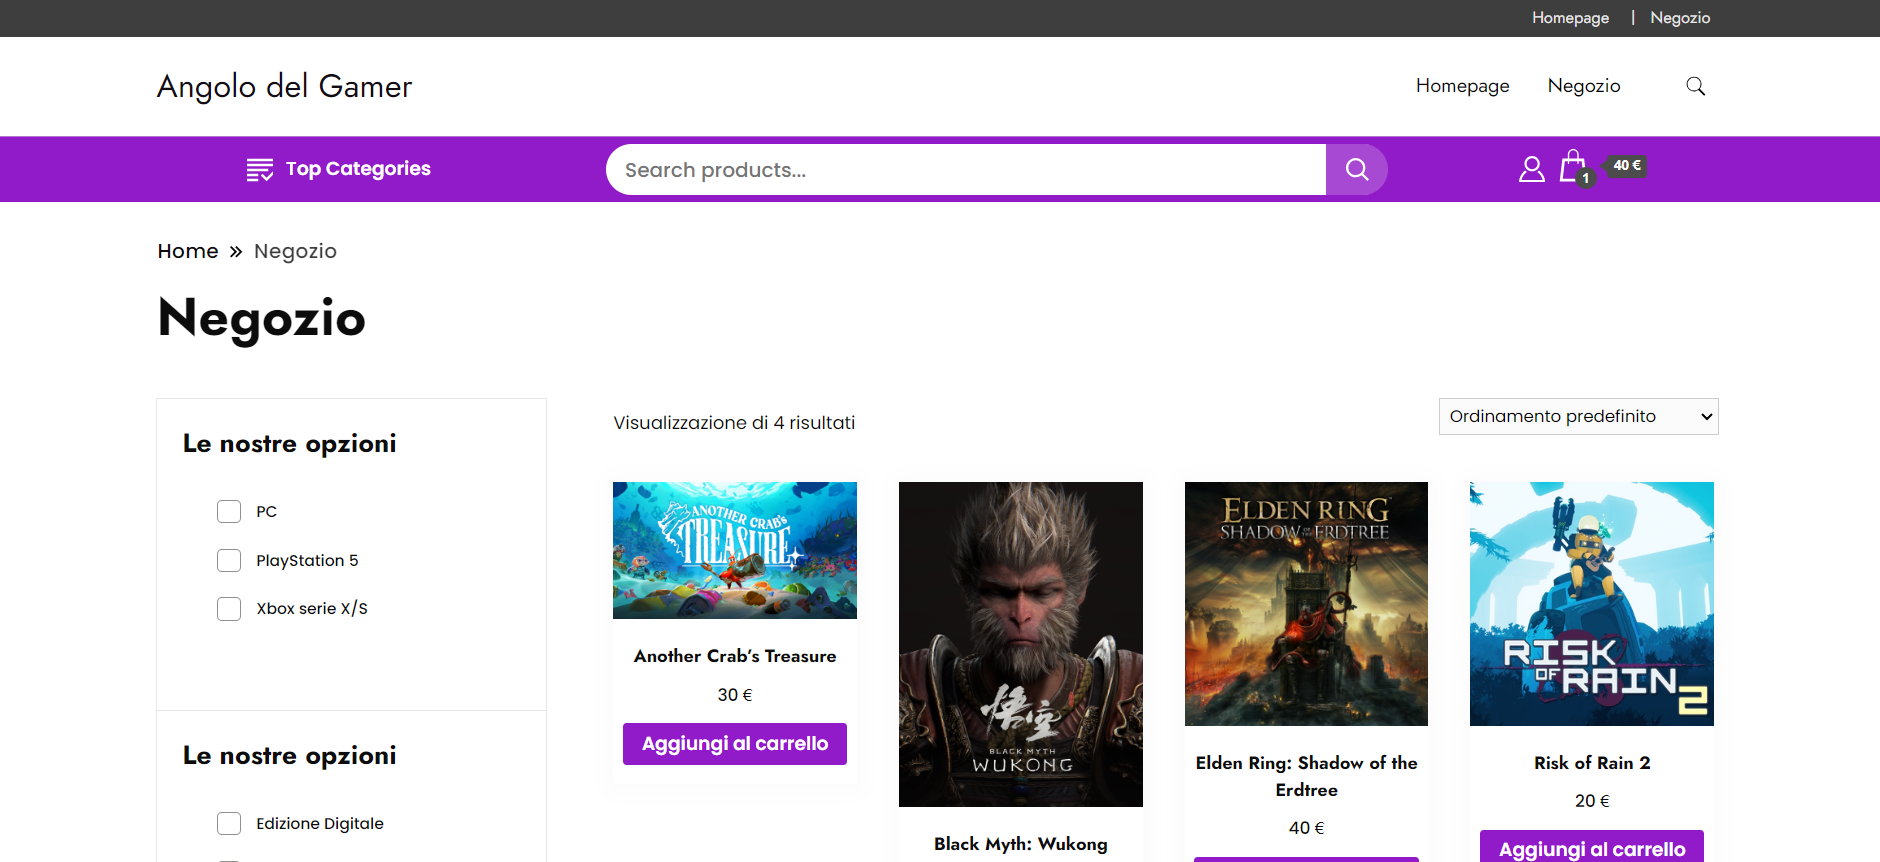 Homepage | Negozio
Angolo del Gamer
Homepage Negozio
Top Categories
Search products...
1
40 €
Home » Negozio
Negozio
Le nostre opzioni
PC
PlayStation 5
Xbox serie X/S
Le nostre opzioni
Edizione Digitale
Visualizzazione di 4 risultati
Ordinamento predefinito
ANOTHER CRAB'S
TREASURE
Another Crab's Treasure
30 €
Aggiungi al carrello
悟空
BLACK MYTH
WUKONG
Black Myth: Wukong
ELDEN RING
SHADOW OF THE ERDTREE
Elden Ring: Shadow of the
Erdtree
40 €
RISK
OF RAIN
2
Risk of Rain 2
20 €
Aggiungi al carrello